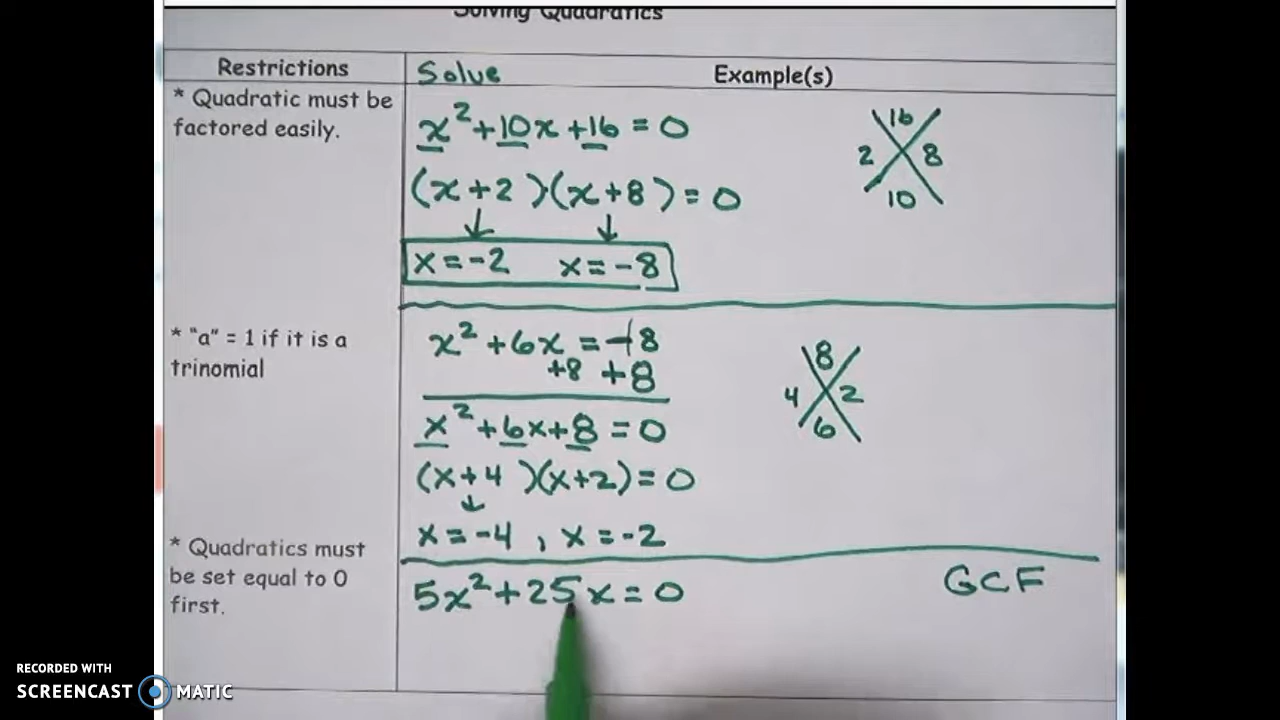 Solving Quadratics
Restrictions
Solve
Example(s)
* Quadratic must be
factored easily.
x²+10x+16=0
16
2 8
10
(x+2)(x+8)=0
x=-2 x=-8
* "a" = 1 if it is a
trinomial
x²+6x=-8
+8 +8
8
4 2
6
x²+6x+8=0
(x+4)(x+2)=0
x=-4, x=-2
* Quadratics must
be set equal to 0
first.
5x²+25x=0
GCF
RECORDED WITH
SCREENCAST MATIC